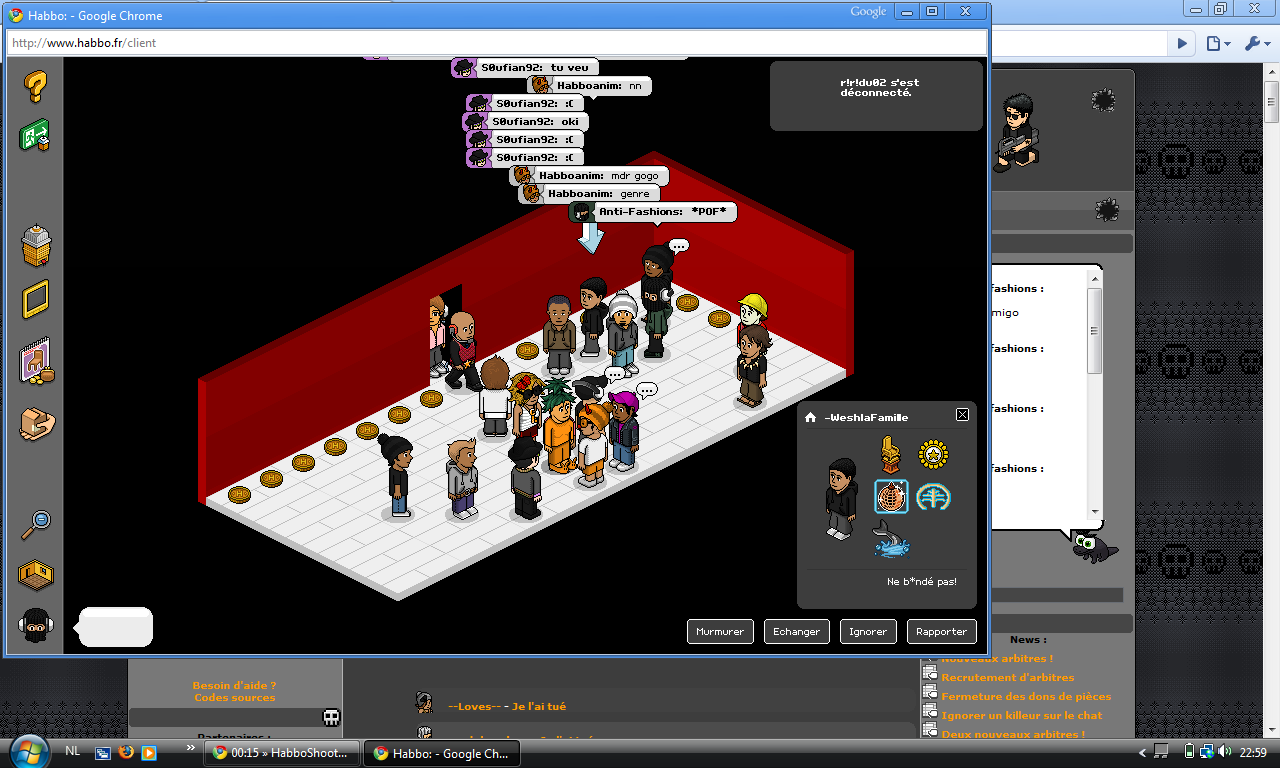 Habbo: - Google Chrome
Google
http://www.habbo.fr/client
S0ufian92: tu veu
Habboanim: nn
S0ufian92: :(
S0ufian92: oki
S0ufian92: :(
S0ufian92: :(
Habboanim: mdr gogo
Habboanim: genre
Anti-Fashions: *POF*
r!r!du02 s'est
déconnecté.
fashions :
migo
fashions :
fashions :
fashions :
-WeshlaFamille
Ne b*ndé pas!
Murmurer
Echanger
Ignorer
Rapporter
News :
Nouveaux arbitres !
Recrutement d'arbitres
Fermeture des dons de pièces
Ignorer un killeur sur le chat
Deux nouveaux arbitres !
Besoin d'aide ?
Codes sources
Partenaires :
--Loves-- - Je l'ai tué
NL
00:15 » HabboShoot...
Habbo: - Google Ch...
22:59